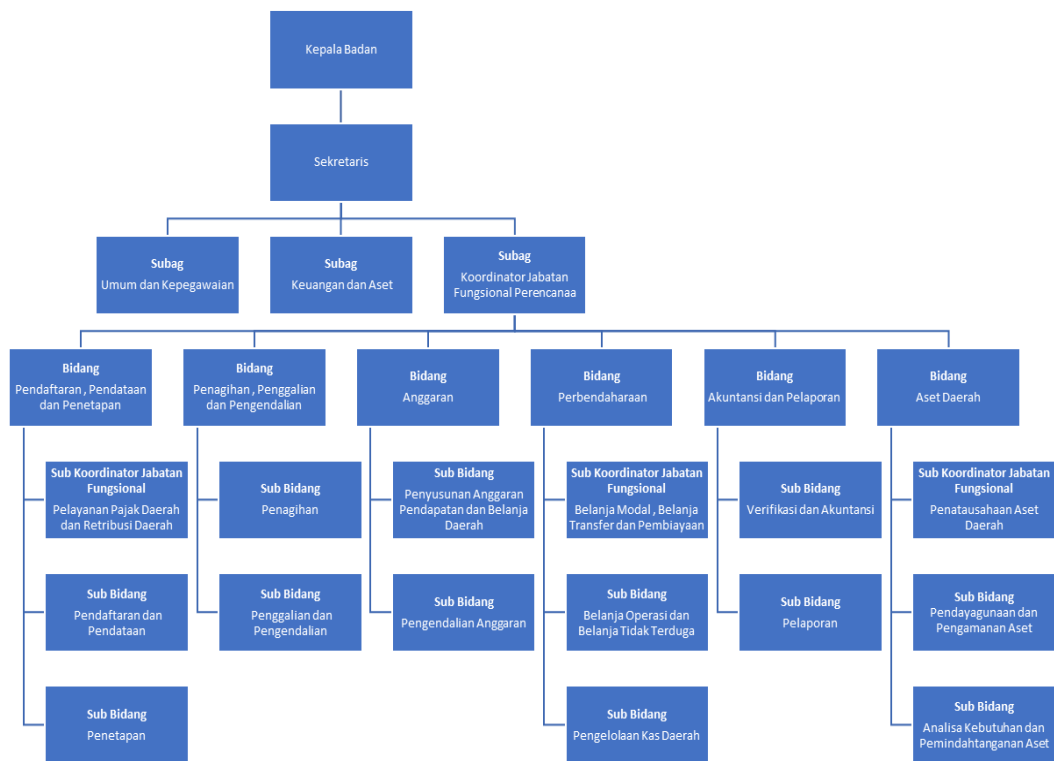 Kepala Badan
Sekretaris
Subag
Umum dan Kepegawaian
Subag
Keuangan dan Aset
Subag
Koordinator Jabatan
Fungsional Perencanaa
Bidang
Pendaftaran , Pendataan
dan Penetapan
Bidang
Penagihan , Penggalian
dan Pengendalian
Bidang
Anggaran
Bidang
Perbendaharaan
Bidang
Akuntansi dan Pelaporan
Bidang
Aset Daerah
Sub Koordinator Jabatan
Fungsional
Pelayanan Pajak Daerah
dan Retribusi Daerah
Sub Bidang
Penagihan
Sub Bidang
Penyusunan Anggaran
Pendapatan dan Belanja
Daerah
Sub Koordinator Jabatan
Fungsional
Belanja Modal , Belanja
Transfer dan Pembiayaan
Sub Bidang
Verifikasi dan Akuntansi
Sub Koordinator Jabatan
Fungsional
Penatausahaan Aset
Daerah
Sub Bidang
Pendaftaran dan
Pendataan
Sub Bidang
Penggalian dan
Pengendalian
Sub Bidang
Pengendalian Anggaran
Sub Bidang
Belanja Operasi dan
Belanja Tidak Terduga
Sub Bidang
Pelaporan
Sub Bidang
Pendayagunaan dan
Pengamanan Aset
Sub Bidang
Penetapan
Sub Bidang
Pengelolaan Kas Daerah
Sub Bidang
Analisa Kebutuhan dan
Pemindahtanganan Aset